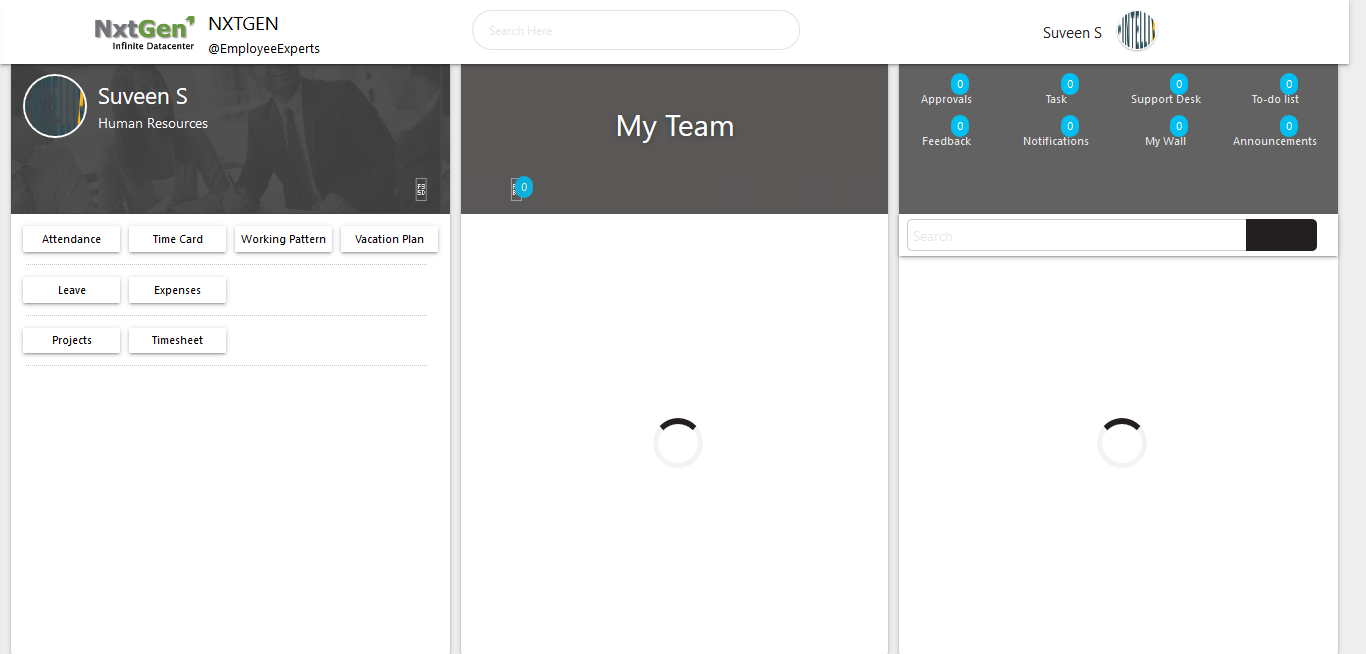 NxtGen
Infinite Datacenter
NXTGEN
@EmployeeExperts
Search Here
Suveen S
Suveen S
Human Resources
My Team
0
0
Approvals
0
Task
0
Support Desk
0
To-do list
0
Feedback
0
Notifications
0
My Wall
0
Announcements
Search
Attendance
Time Card
Working Pattern
Vacation Plan
Leave
Expenses
Projects
Timesheet